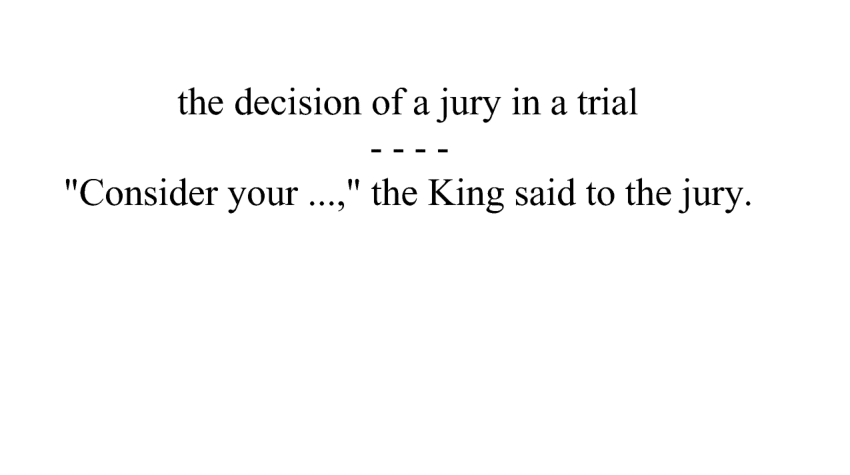 the decision of a jury in a trial
- - - -
"Consider your ...," the King said to the jury.